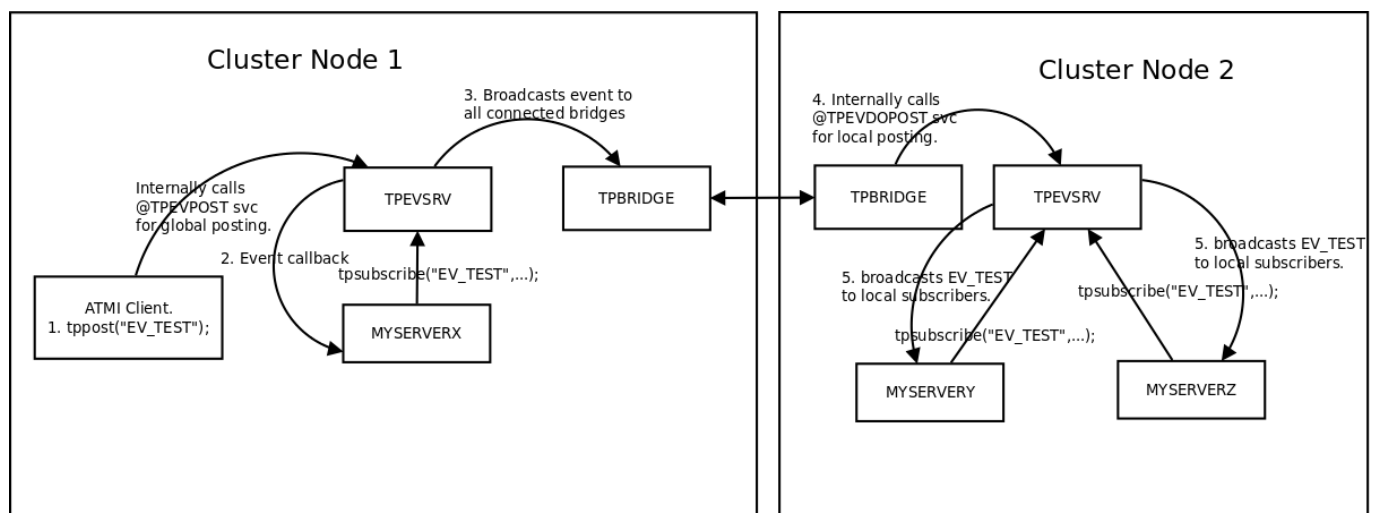 Cluster Node 1
3. Broadcasts event to
all connected bridges
Internally calls
@TPEVPOST svc
for global posting.
TPEVSRV
TPBRIDGE
2. Event callback
tpsubscribe("EV_TEST",...);
ATMI Client.
1. tppost("EV_TEST");
MYSERVERX
Cluster Node 2
4. Internally calls
@TPEVDOPOST svc
for local posting.
TPBRIDGE
TPEVSRV
5. broadcasts EV_TEST
to local subscribers.
5. broadcasts EV_TEST
to local subscribers.
tpsubscribe("EV_TEST",...);
tpsubscribe("EV_TEST",...);
MYSERVERY
MYSERVERZ